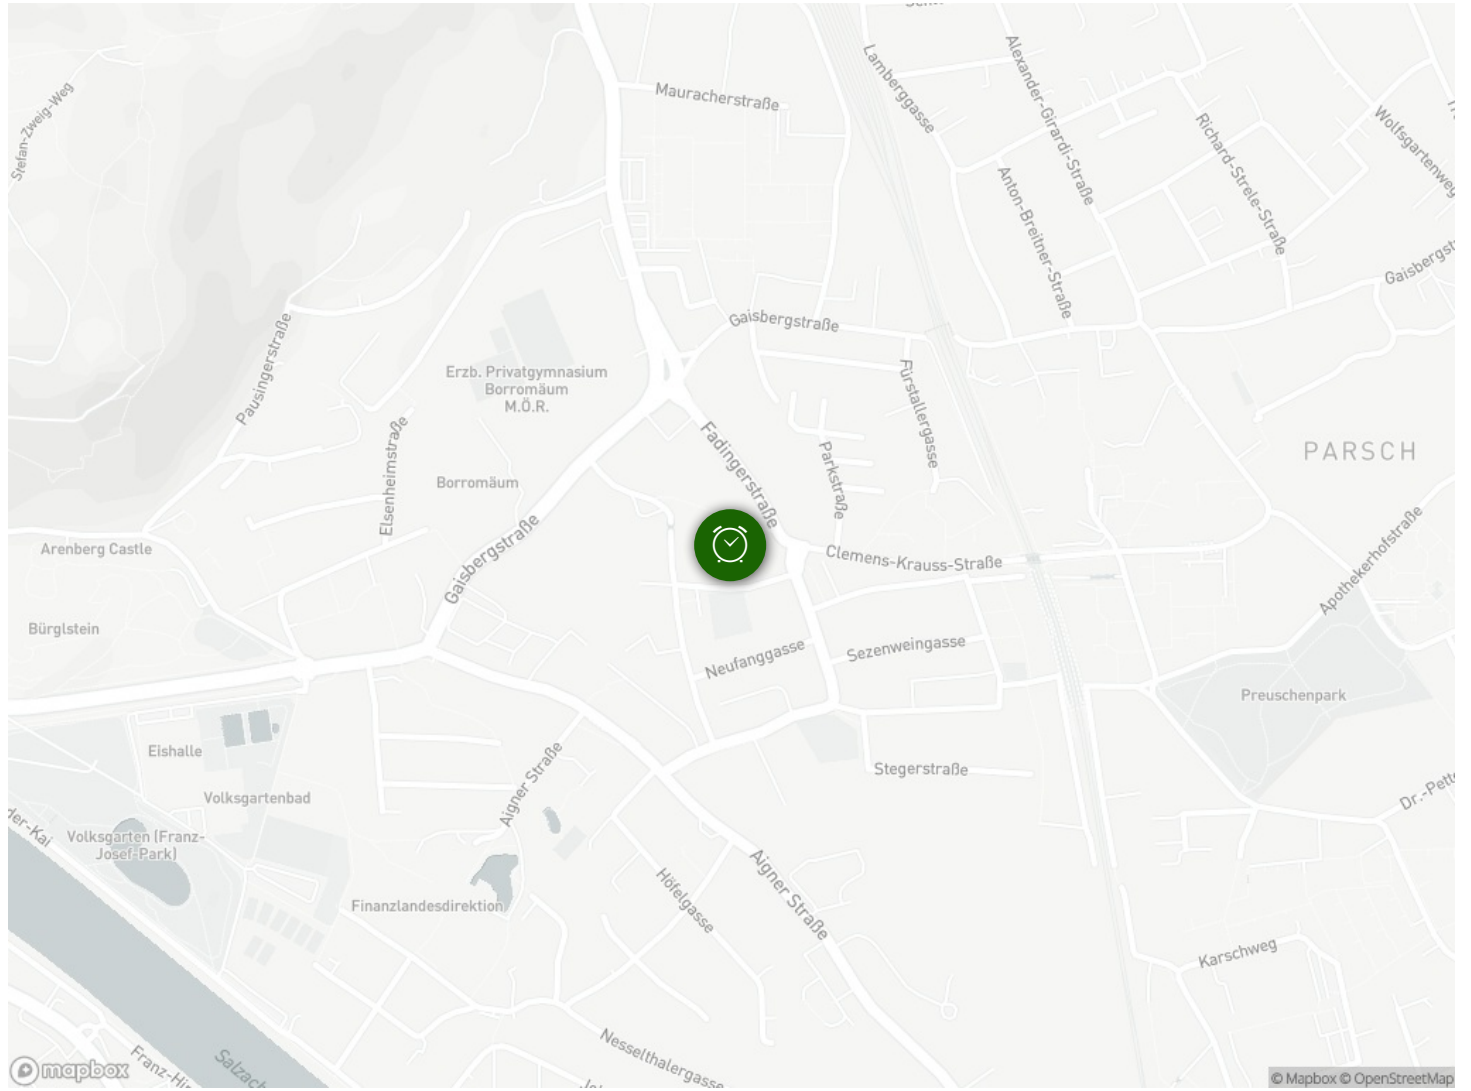 Mauracherstraße
Lamberggasse
Alexander-Girardi-Straße
Richard-Strele-Straße
Wolfsgartenweg
Stefan-Zweig-Weg
Anton-Breitner-Straße
Gaisbergstraße
Pausingerstraße
Erzb. Privatgymnasium
Borromäum
M.Ö.R.
Fürstallergasse
Fadingerstraße
Parkstraße
PARSCH
Elsenheimstraße
Borromäum
Gaisbergstraße
Arenberg Castle
Clemens-Krauss-Straße
Apothekerhofstraße
Bürglstein
Neufanggasse
Sezenweingasse
Preuschenpark
Eishalle
Aigner Straße
Stegerstraße
Volksgartenbad
Volksgarten (Franz-
Josef-Park)
Finanzlandesdirektion
Höfelgasse
Aigner Straße
Karschweg
Nesselthalergasse
mapbox
© Mapbox © OpenStreetMap